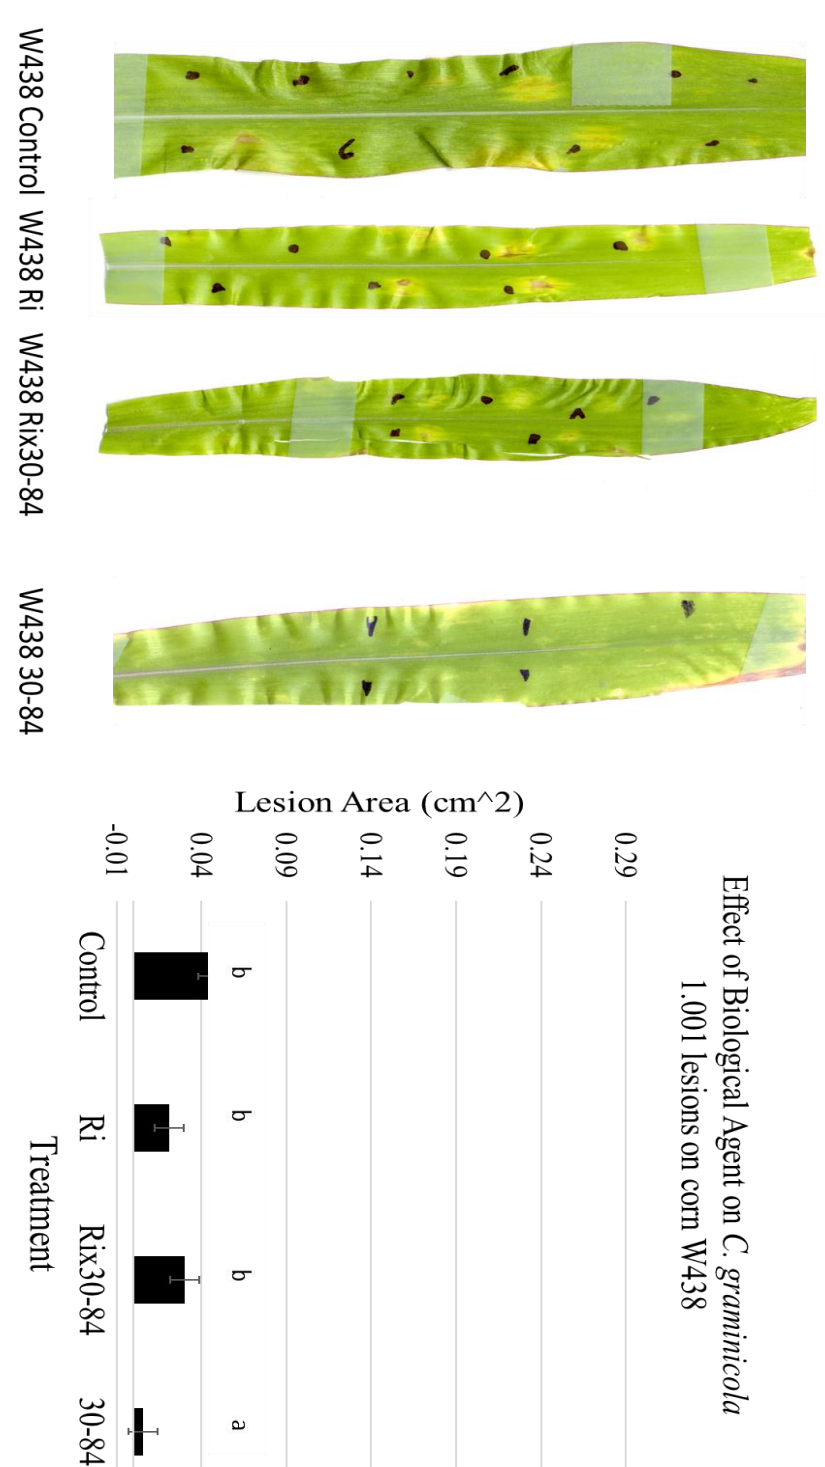 W438 Control
W438 Ri
W438 Rix30-84
W438 30-84
Effect of Biological Agent on C. graminicola
1.001 lesions on corn W438
Lesion Area (cm^2)
0.29
0.24
0.19
0.14
0.09
0.04
-0.01
b
b
b
a
Control
Ri
Rix30-84
30-84
Treatment